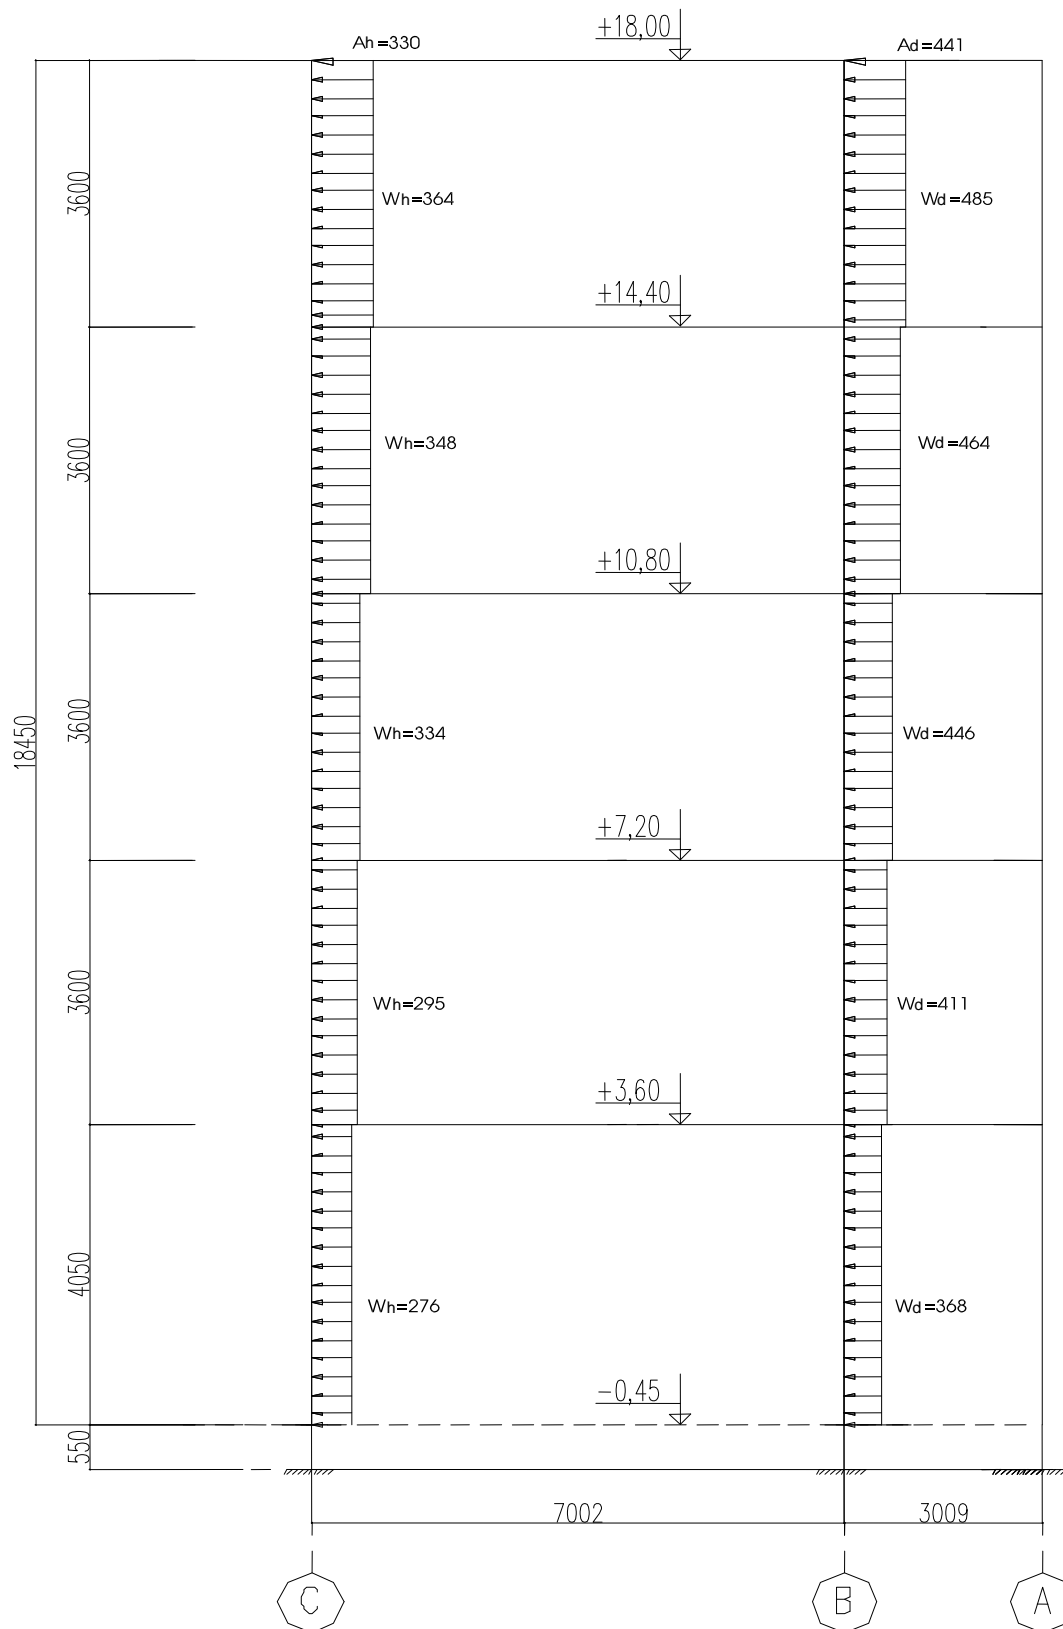 +18,00
Ah=330
Ad=441
3600
Wh=364
Wd=485
+14,40
3600
Wh=348
Wd=464
+10,80
18450
3600
Wh=334
Wd=446
+7,20
3600
Wh=295
Wd=411
+3,60
4050
Wh=276
Wd=368
-0,45
550
7002
3009
C
B
A